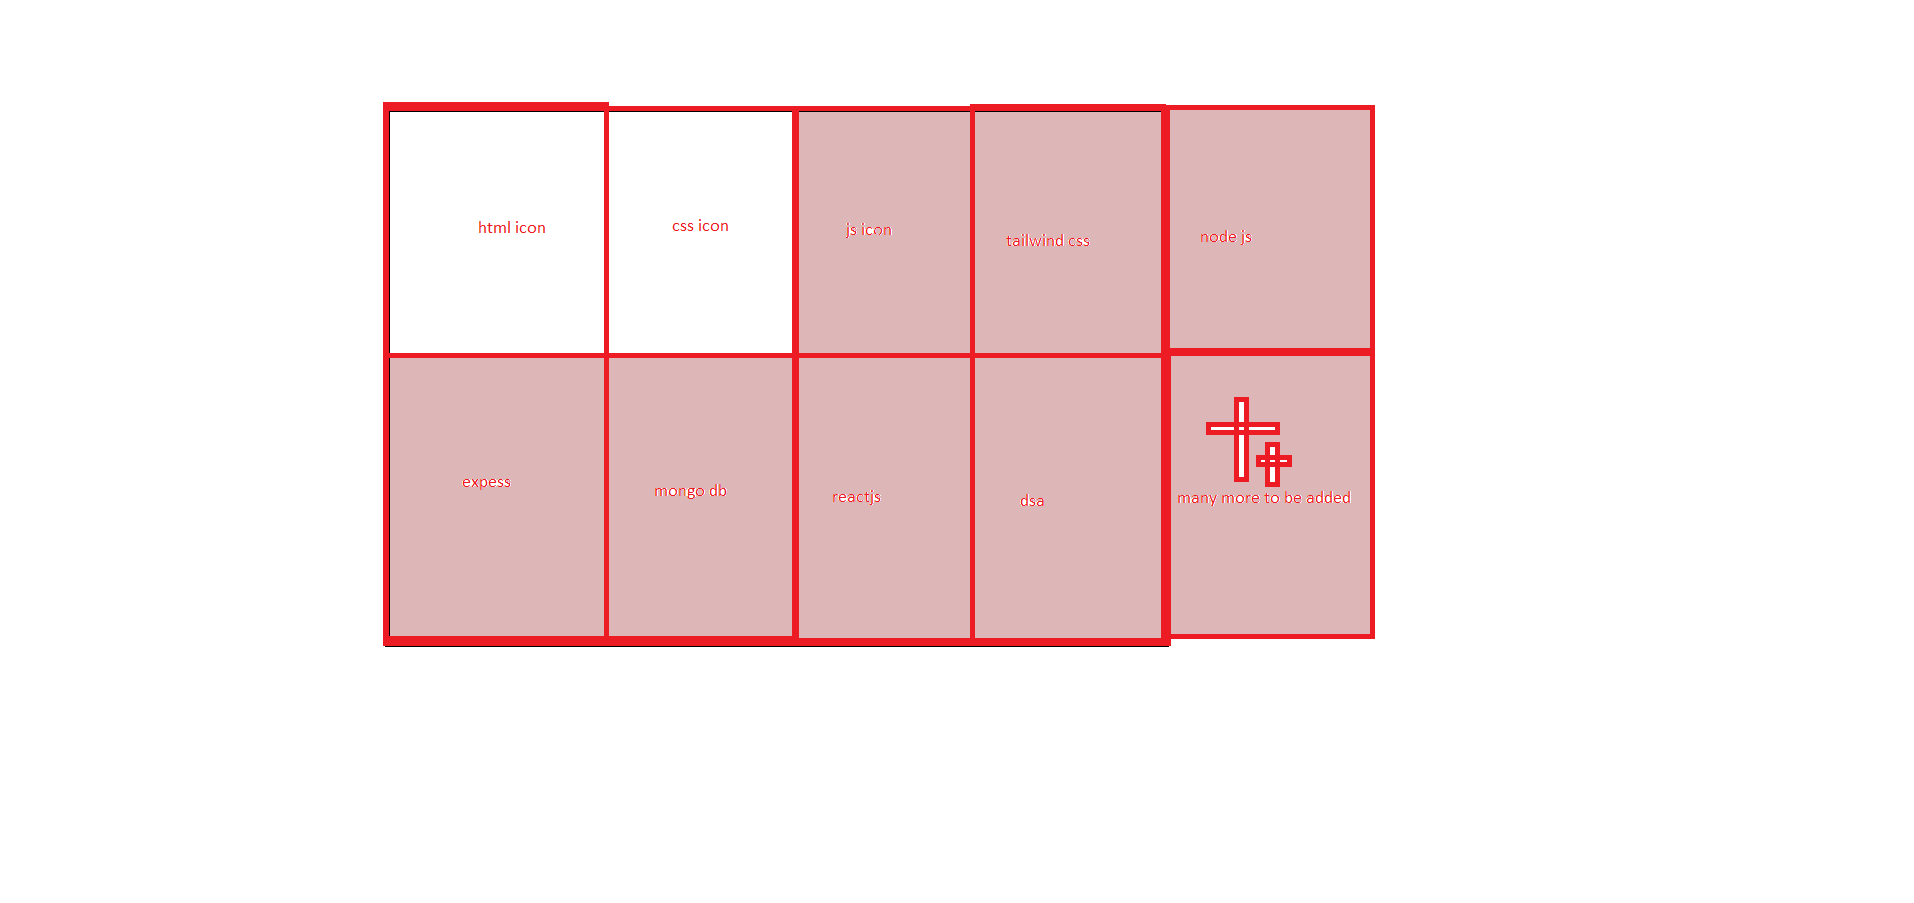 html icon
css icon
js icon
tailwind css
node js
expess
mongo db
reactjs
dsa
many more to be added